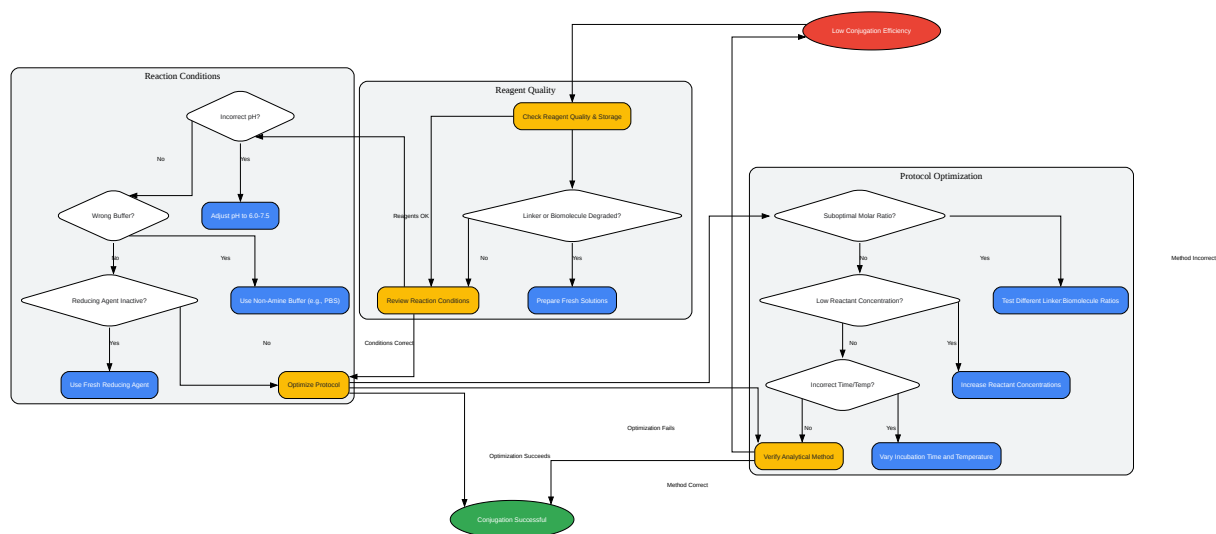 Low Conjugation Efficiency
Reaction Conditions
Reagent Quality
Incorrect pH?
Check Reagent Quality & Storage
No
Yes
Protocol Optimization
Wrong Buffer?
Adjust pH to 6.0-7.5
Reagents OK
Linker or Biomolecule Degraded?
Suboptimal Molar Ratio?
No
Yes
No
Yes
No
Yes
Method Incorrect
Reducing Agent Inactive?
Use Non-Amine Buffer (e.g., PBS)
Review Reaction Conditions
Prepare Fresh Solutions
Low Reactant Concentration?
Test Different Linker:Biomolecule Ratios
Yes
No
Conditions Correct
No
Yes
Use Fresh Reducing Agent
Optimize Protocol
Incorrect Time/Temp?
Increase Reactant Concentrations
Optimization Fails
No
Yes
Optimization Succeeds
Verify Analytical Method
Vary Incubation Time and Temperature
Method Correct
Conjugation Successful